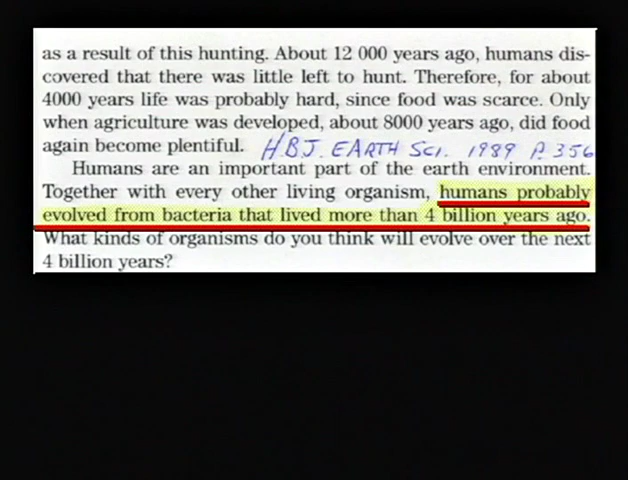 as a result of this hunting. About 12 000 years ago, humans dis-
covered that there was little left to hunt. Therefore, for about
4000 years life was probably hard, since food was scarce. Only
when agriculture was developed, about 8000 years ago, did food
again become plentiful. HBJ. EARTH SCI. 1989 P. 356
Humans are an important part of the earth environment.
Together with every other living organism, humans probably
evolved from bacteria that lived more than 4 billion years ago.
What kinds of organisms do you think will evolve over the next
4 billion years?